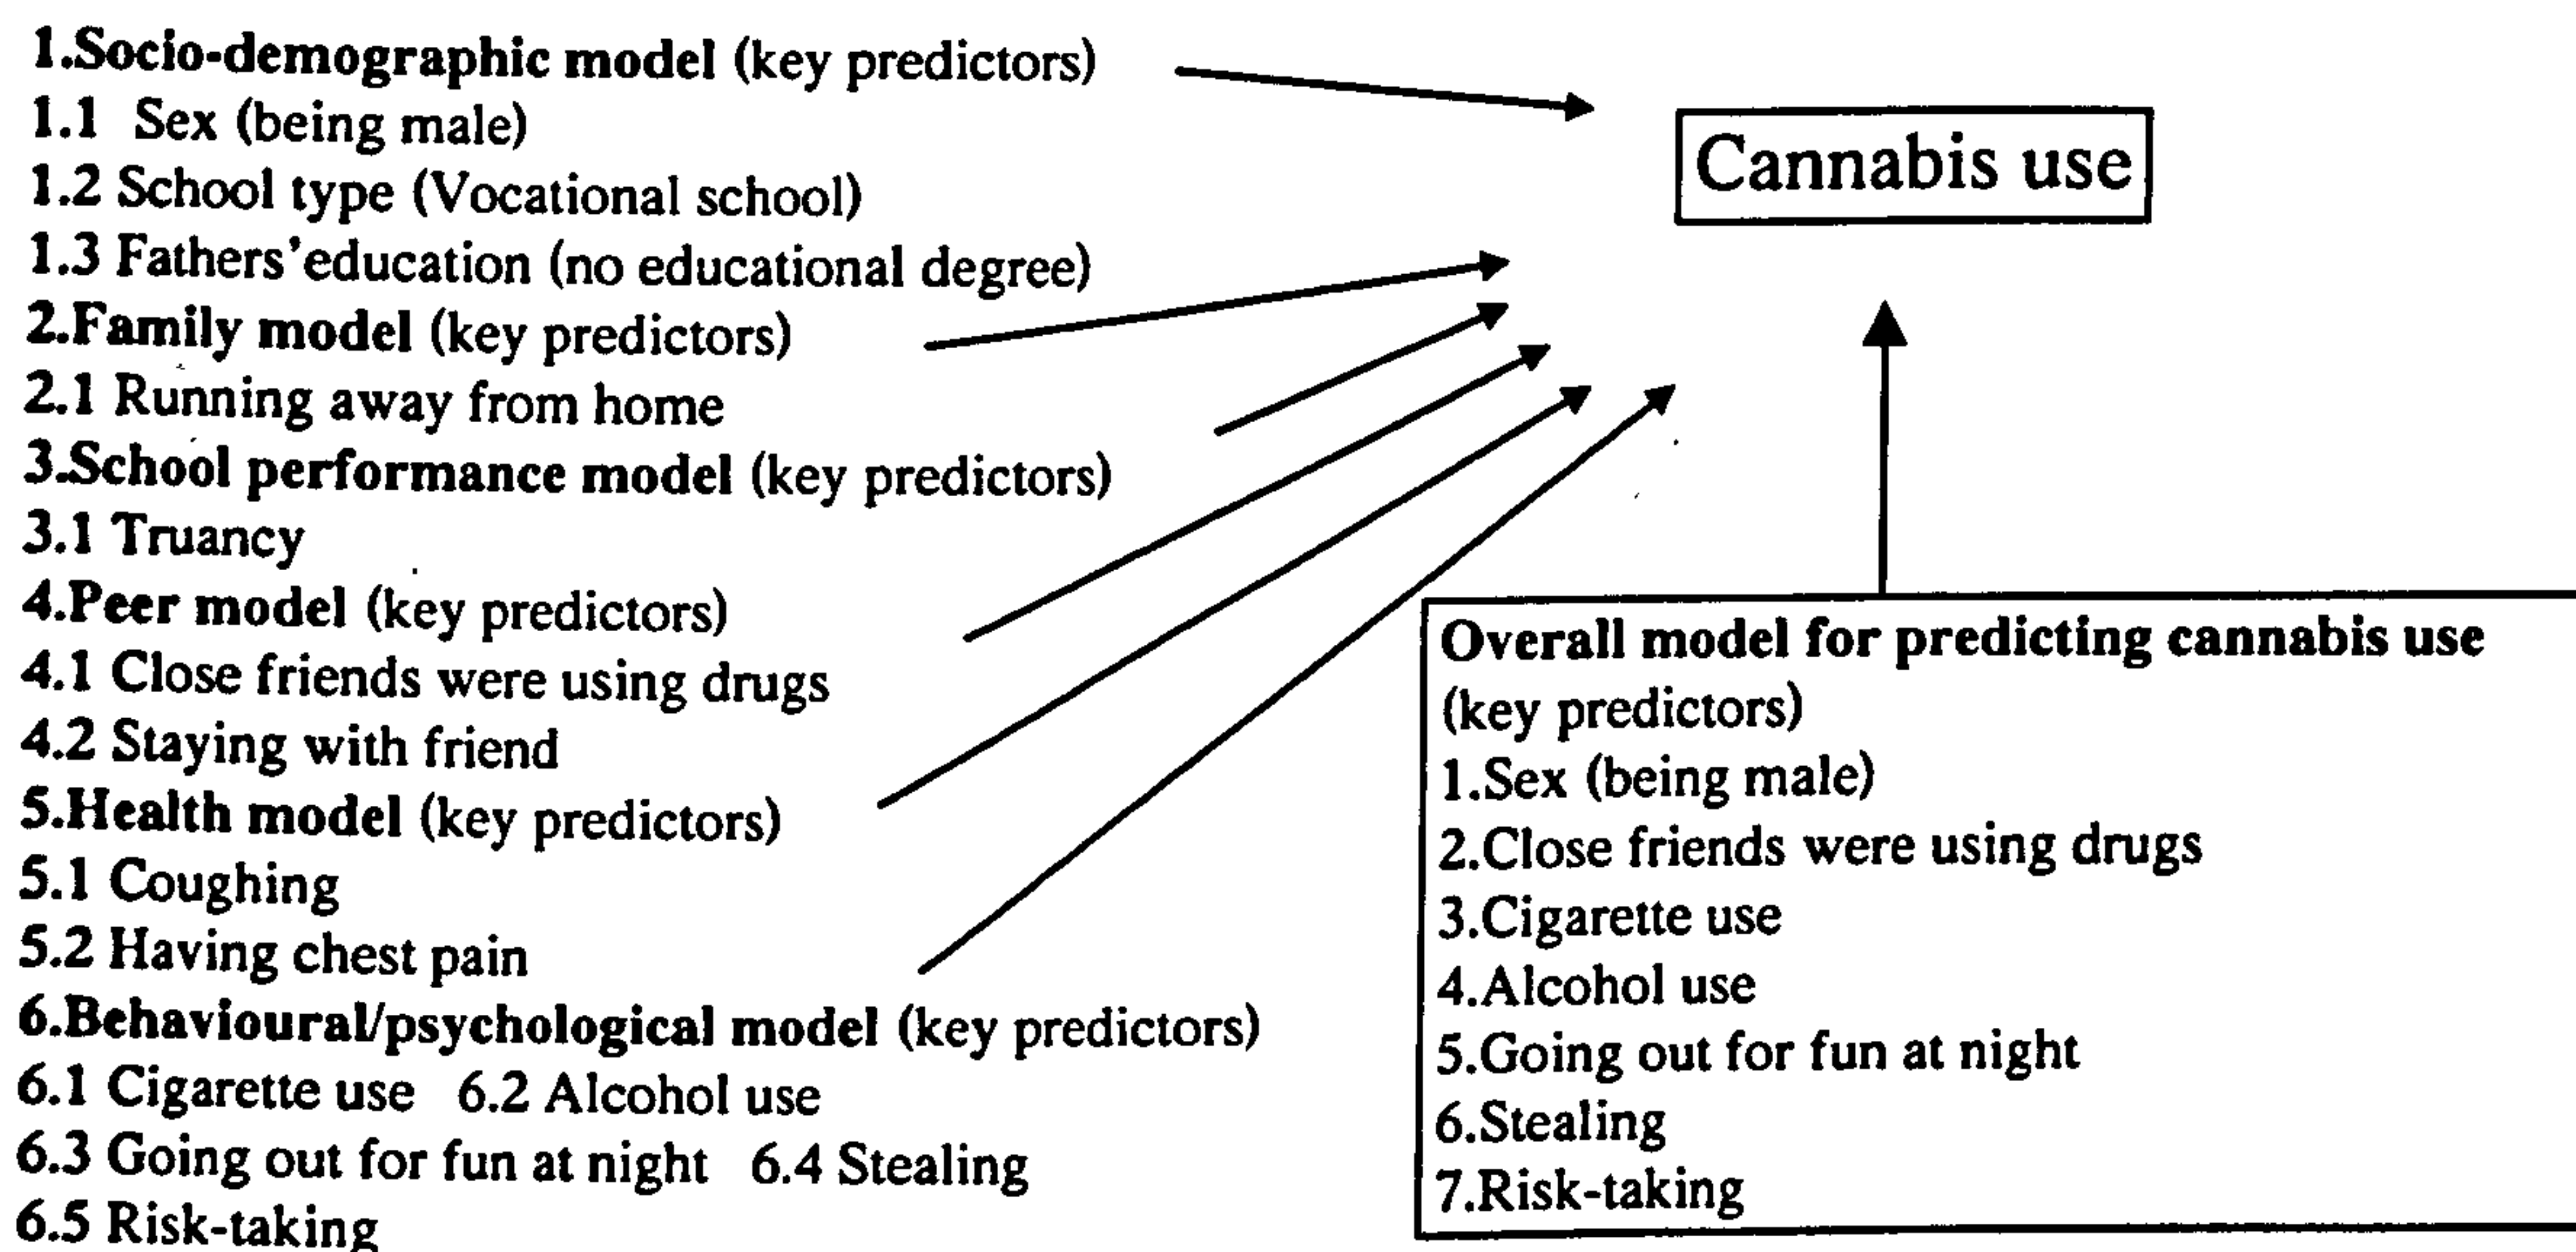 1.Socio-demographic model (key predictors)
1.1 Sex (being male)
1.2 School type (Vocational school)
1.3 Fathers'education (no educational degree)
2.Family model (key predictors)
2.1 Running away from home
3.School performance model (key predictors)
3.1 Truancy
4.Peer model (key predictors)
4.1 Close friends were using drugs
4.2 Staying with friend
5.Health model (key predictors)
5.1 Coughing
5.2 Having chest pain
6.Behavioural/psychological model (key predictors)
6.1 Cigarette use 6.2 Alcohol use
6.3 Going out for fun at night 6.4 Stealing
6.5 Risk-taking
Cannabis use
Overall model for predicting cannabis use
(key predictors)
1.Sex (being male)
2.Close friends were using drugs
3.Cigarette use
4.Alcohol use
5.Going out for fun at night
6.Stealing
7.Risk-taking